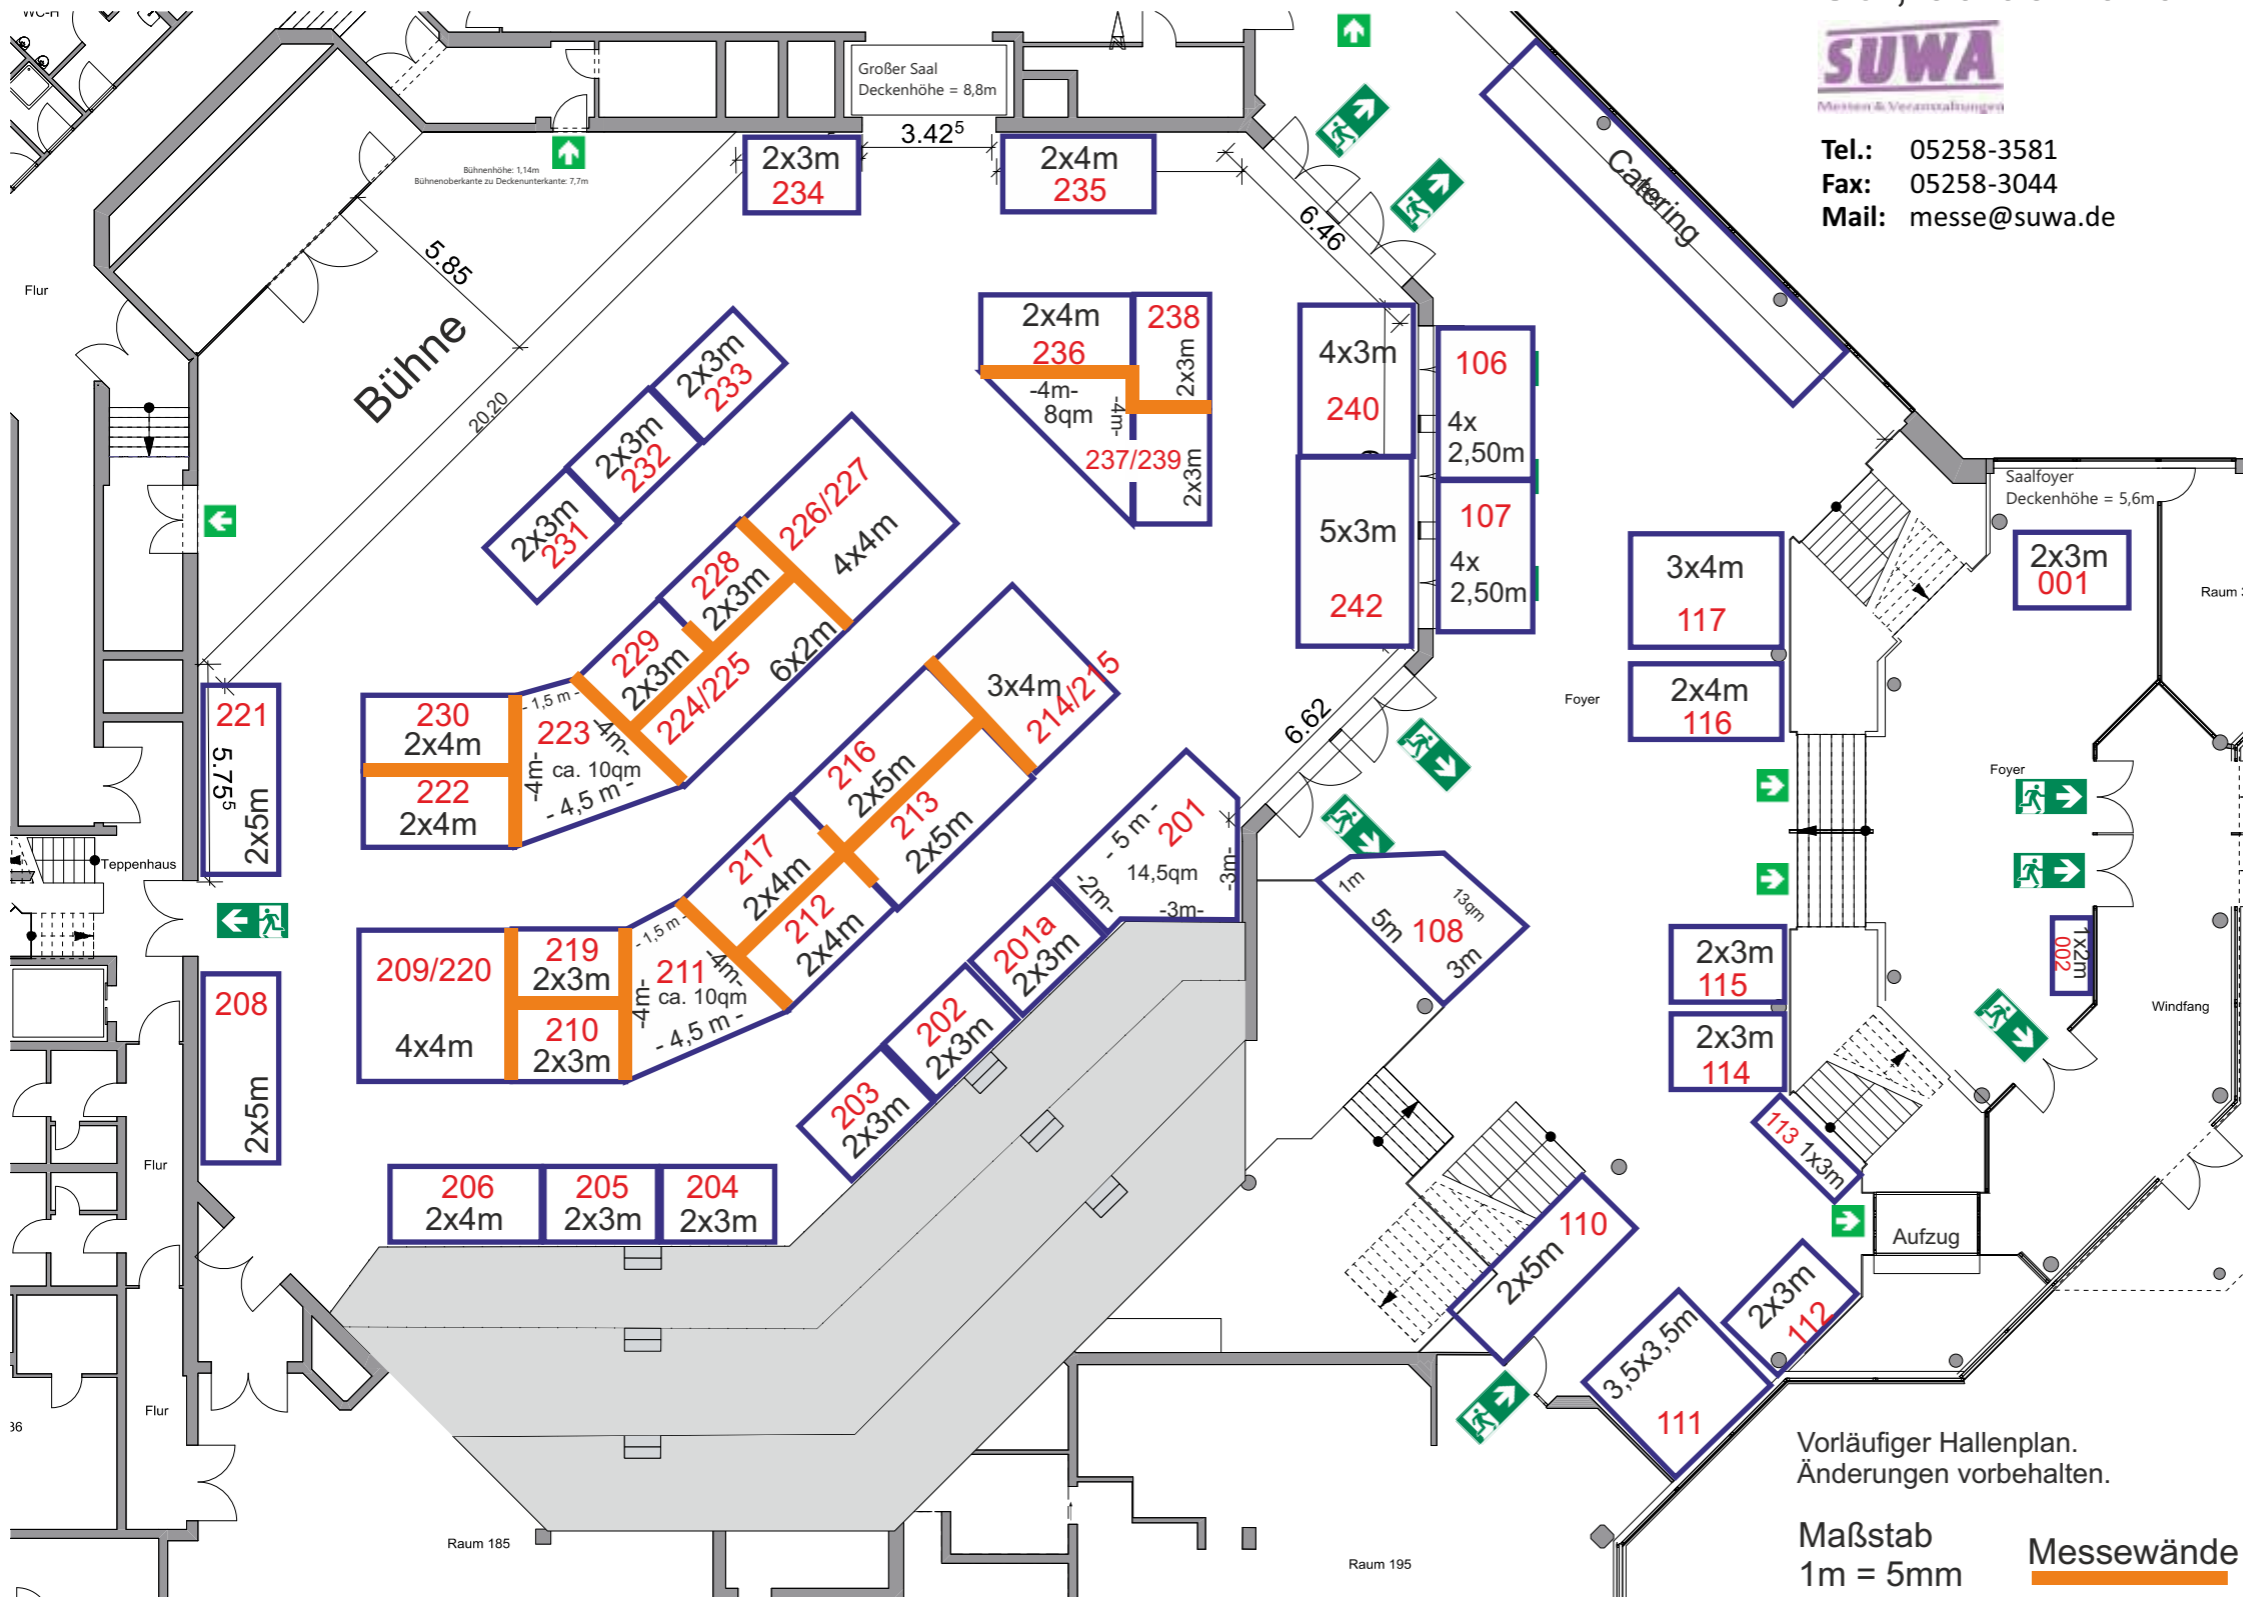 WC-H
Großer Saal
Deckenhöhe = 8,8m
SUWA
Messen & Veranstaltungen
Tel.: 05258-3581
Fax: 05258-3044
Mail: messe@suwa.de
Bühnenhöhe: 1,14m
Bühnenoberkante zu Deckenunterkante: 7,7m
3.42⁵
2x3m
234
2x4m
235
6.46
Catering
Flur
5.85
Bühne
20,20
2x3m
233
2x3m
232
2x3m
231
2x4m
236
238
2x3m
-4m-
8qm
-4m-
237/239
2x3m
4x3m
240
106
4x
2,50m
5x3m
242
107
4x
2,50m
Saalfoyer
Deckenhöhe = 5,6m
2x3m
001
3x4m
117
2x4m
116
Foyer
Foyer
226/227
4x4m
228
2x3m
229
2x3m
224/225
6x2m
221
5.75⁵
2x5m
230
2x4m
222
2x4m
- 1,5 m -
223
-4m-
-4m-
ca. 10qm
- 4,5 m -
3x4m
214/215
216
2x5m
213
2x5m
217
2x4m
212
2x4m
6.62
- 5 m -
201
14,5qm
-2m-
-3m-
-3m-
Teppenhaus
208
2x5m
209/220
4x4m
219
2x3m
210
2x3m
-1,5 m -
211
-4m-
-4m-
ca. 10qm
- 4,5 m -
201a
2x3m
202
2x3m
203
2x3m
206
2x4m
205
2x3m
204
2x3m
1m
13qm
5m
108
3m
2x3m
115
2x3m
114
113 1x3m
1x2m
002
Windfang
Flur
Flur
110
2x5m
Aufzug
2x3m
112
3,5x3,5m
111
Raum 185
Raum 195
Vorläufiger Hallenplan.
Änderungen vorbehalten.
Maßstab
1m = 5mm
Messewände